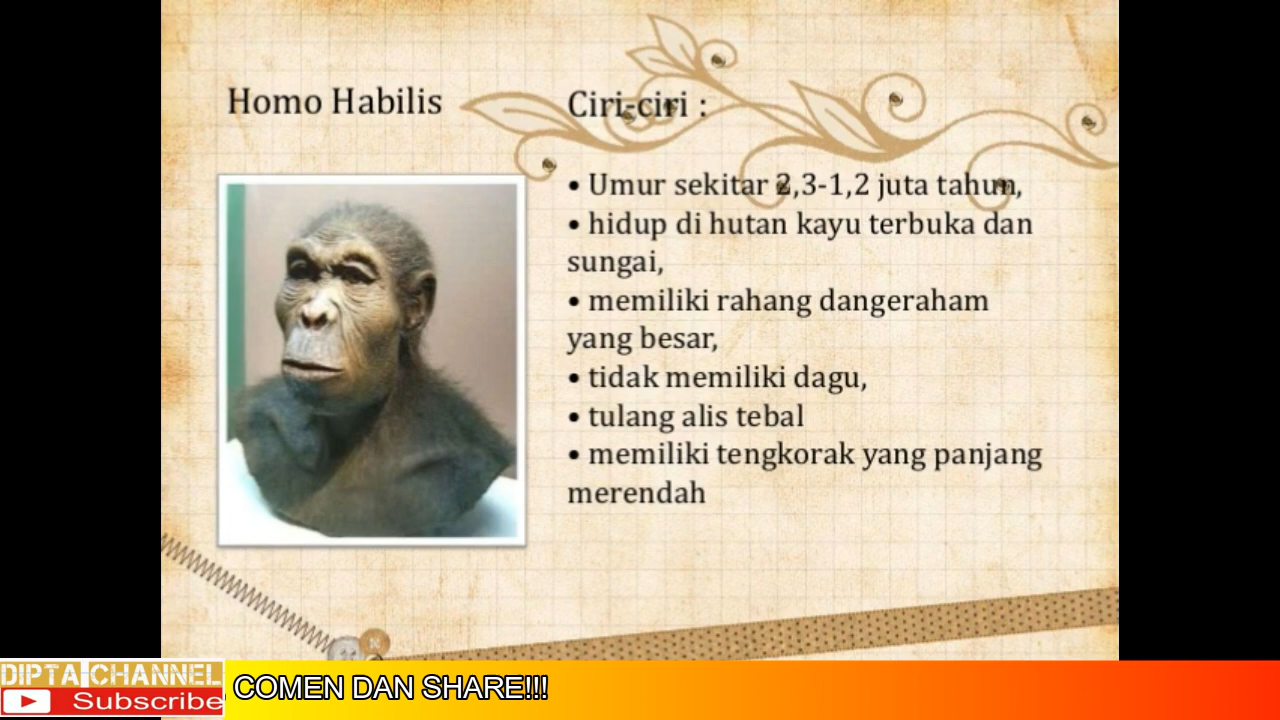 Homo Habilis
Ciri-ciri :
• Umur sekitar 2,3-1,2 juta tahun,
• hidup di hutan kayu terbuka dan
sungai,
• memiliki rahang dangeraham
yang besar,
• tidak memiliki dagu,
• tulang alis tebal
• memiliki tengkorak yang panjang
merendah
DIPTA CHANNEL
Subscribe
COMEN DAN SHARE!!!